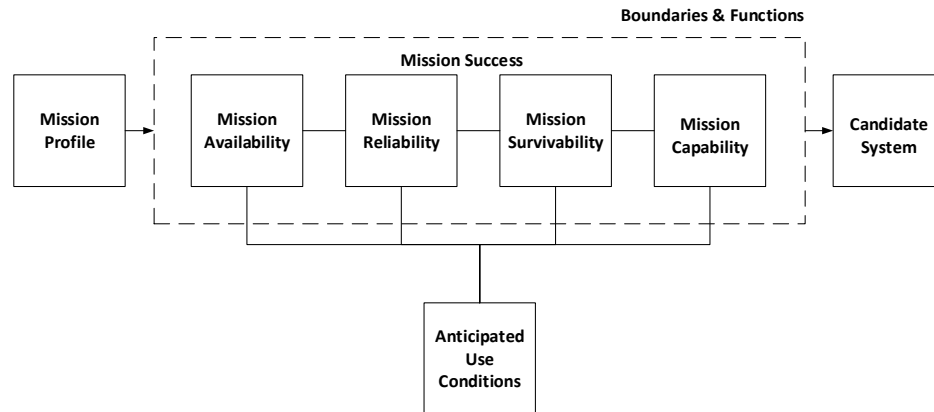 Boundaries & Functions
Mission Success
Mission
Profile
Mission
Availability
Mission
Reliability
Mission
Survivability
Mission
Capability
Candidate
System
Anticipated
Use
Conditions